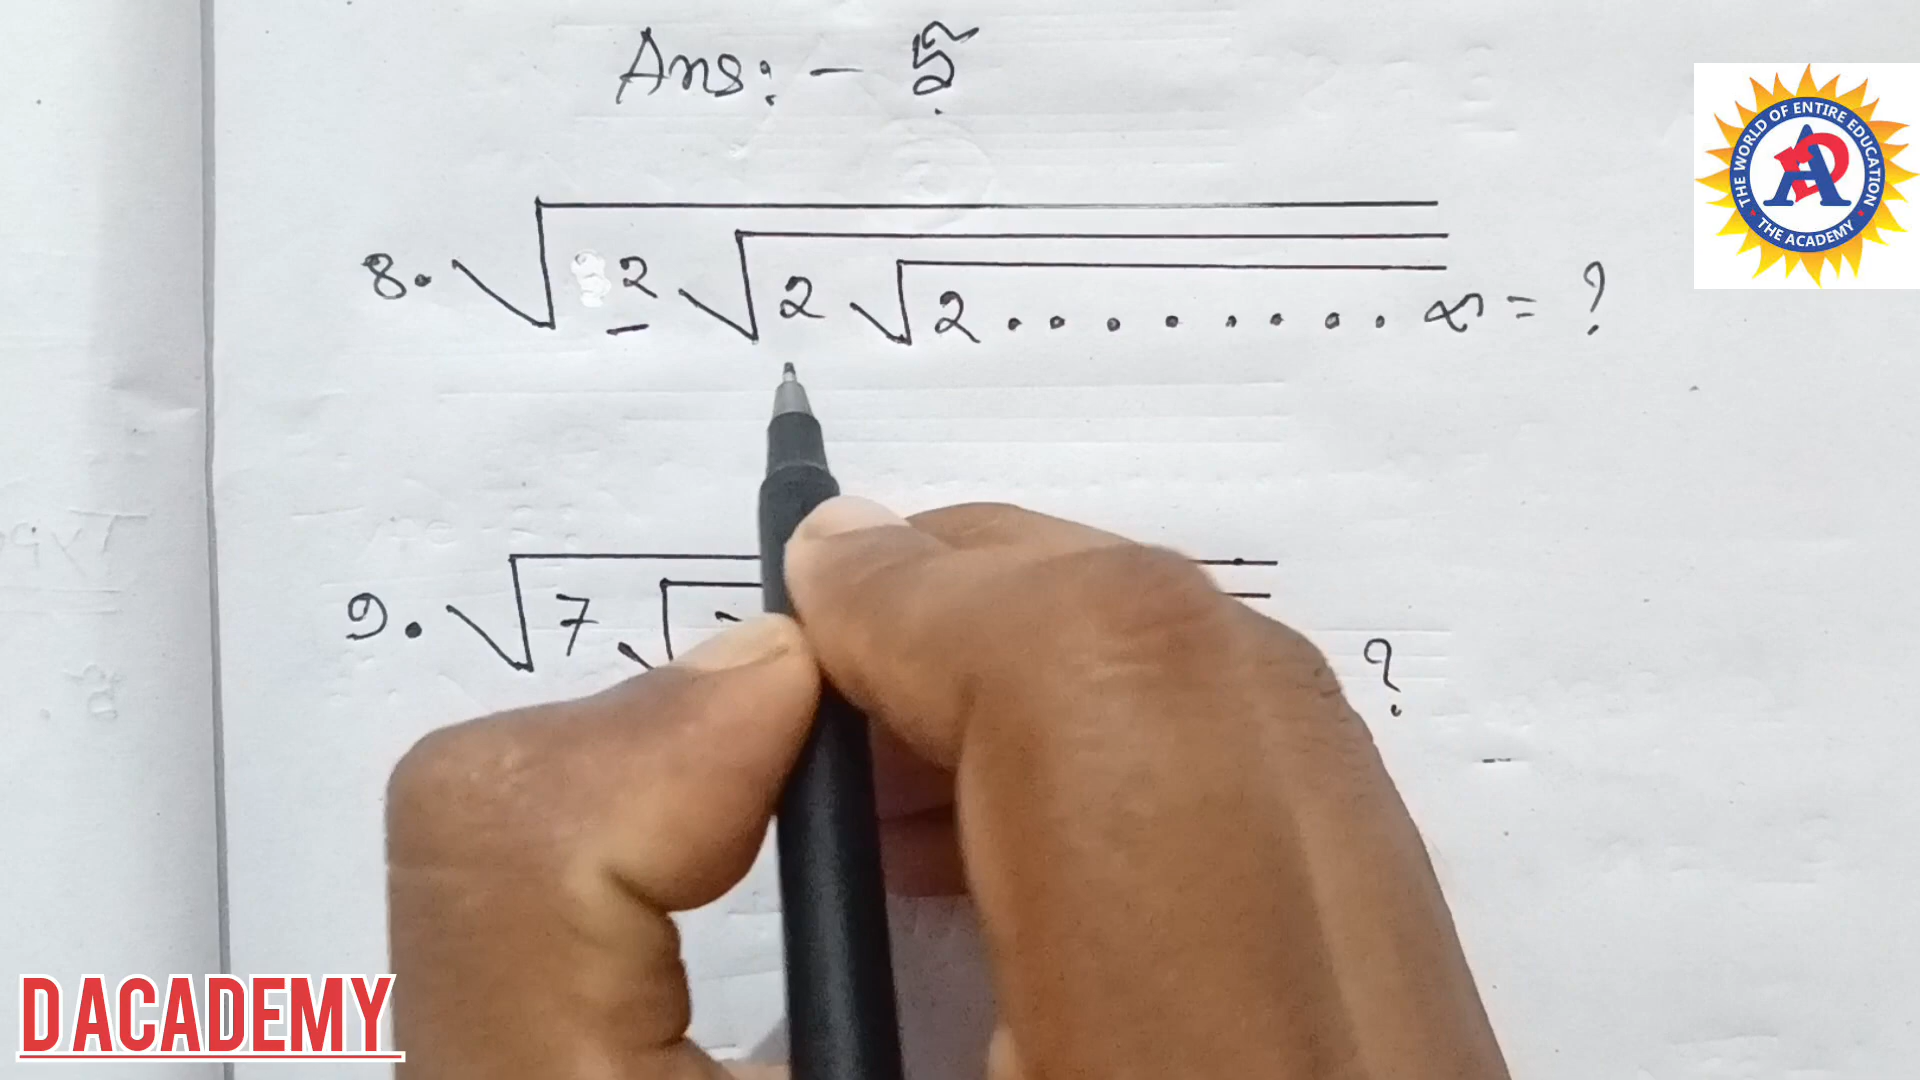 Ans: - 5
THE WORLD OF ENTIRE EDUCATION
THE ACADEMY
8. √2√2√2.........∞ = ?
9. √7√ ?
D ACADEMY